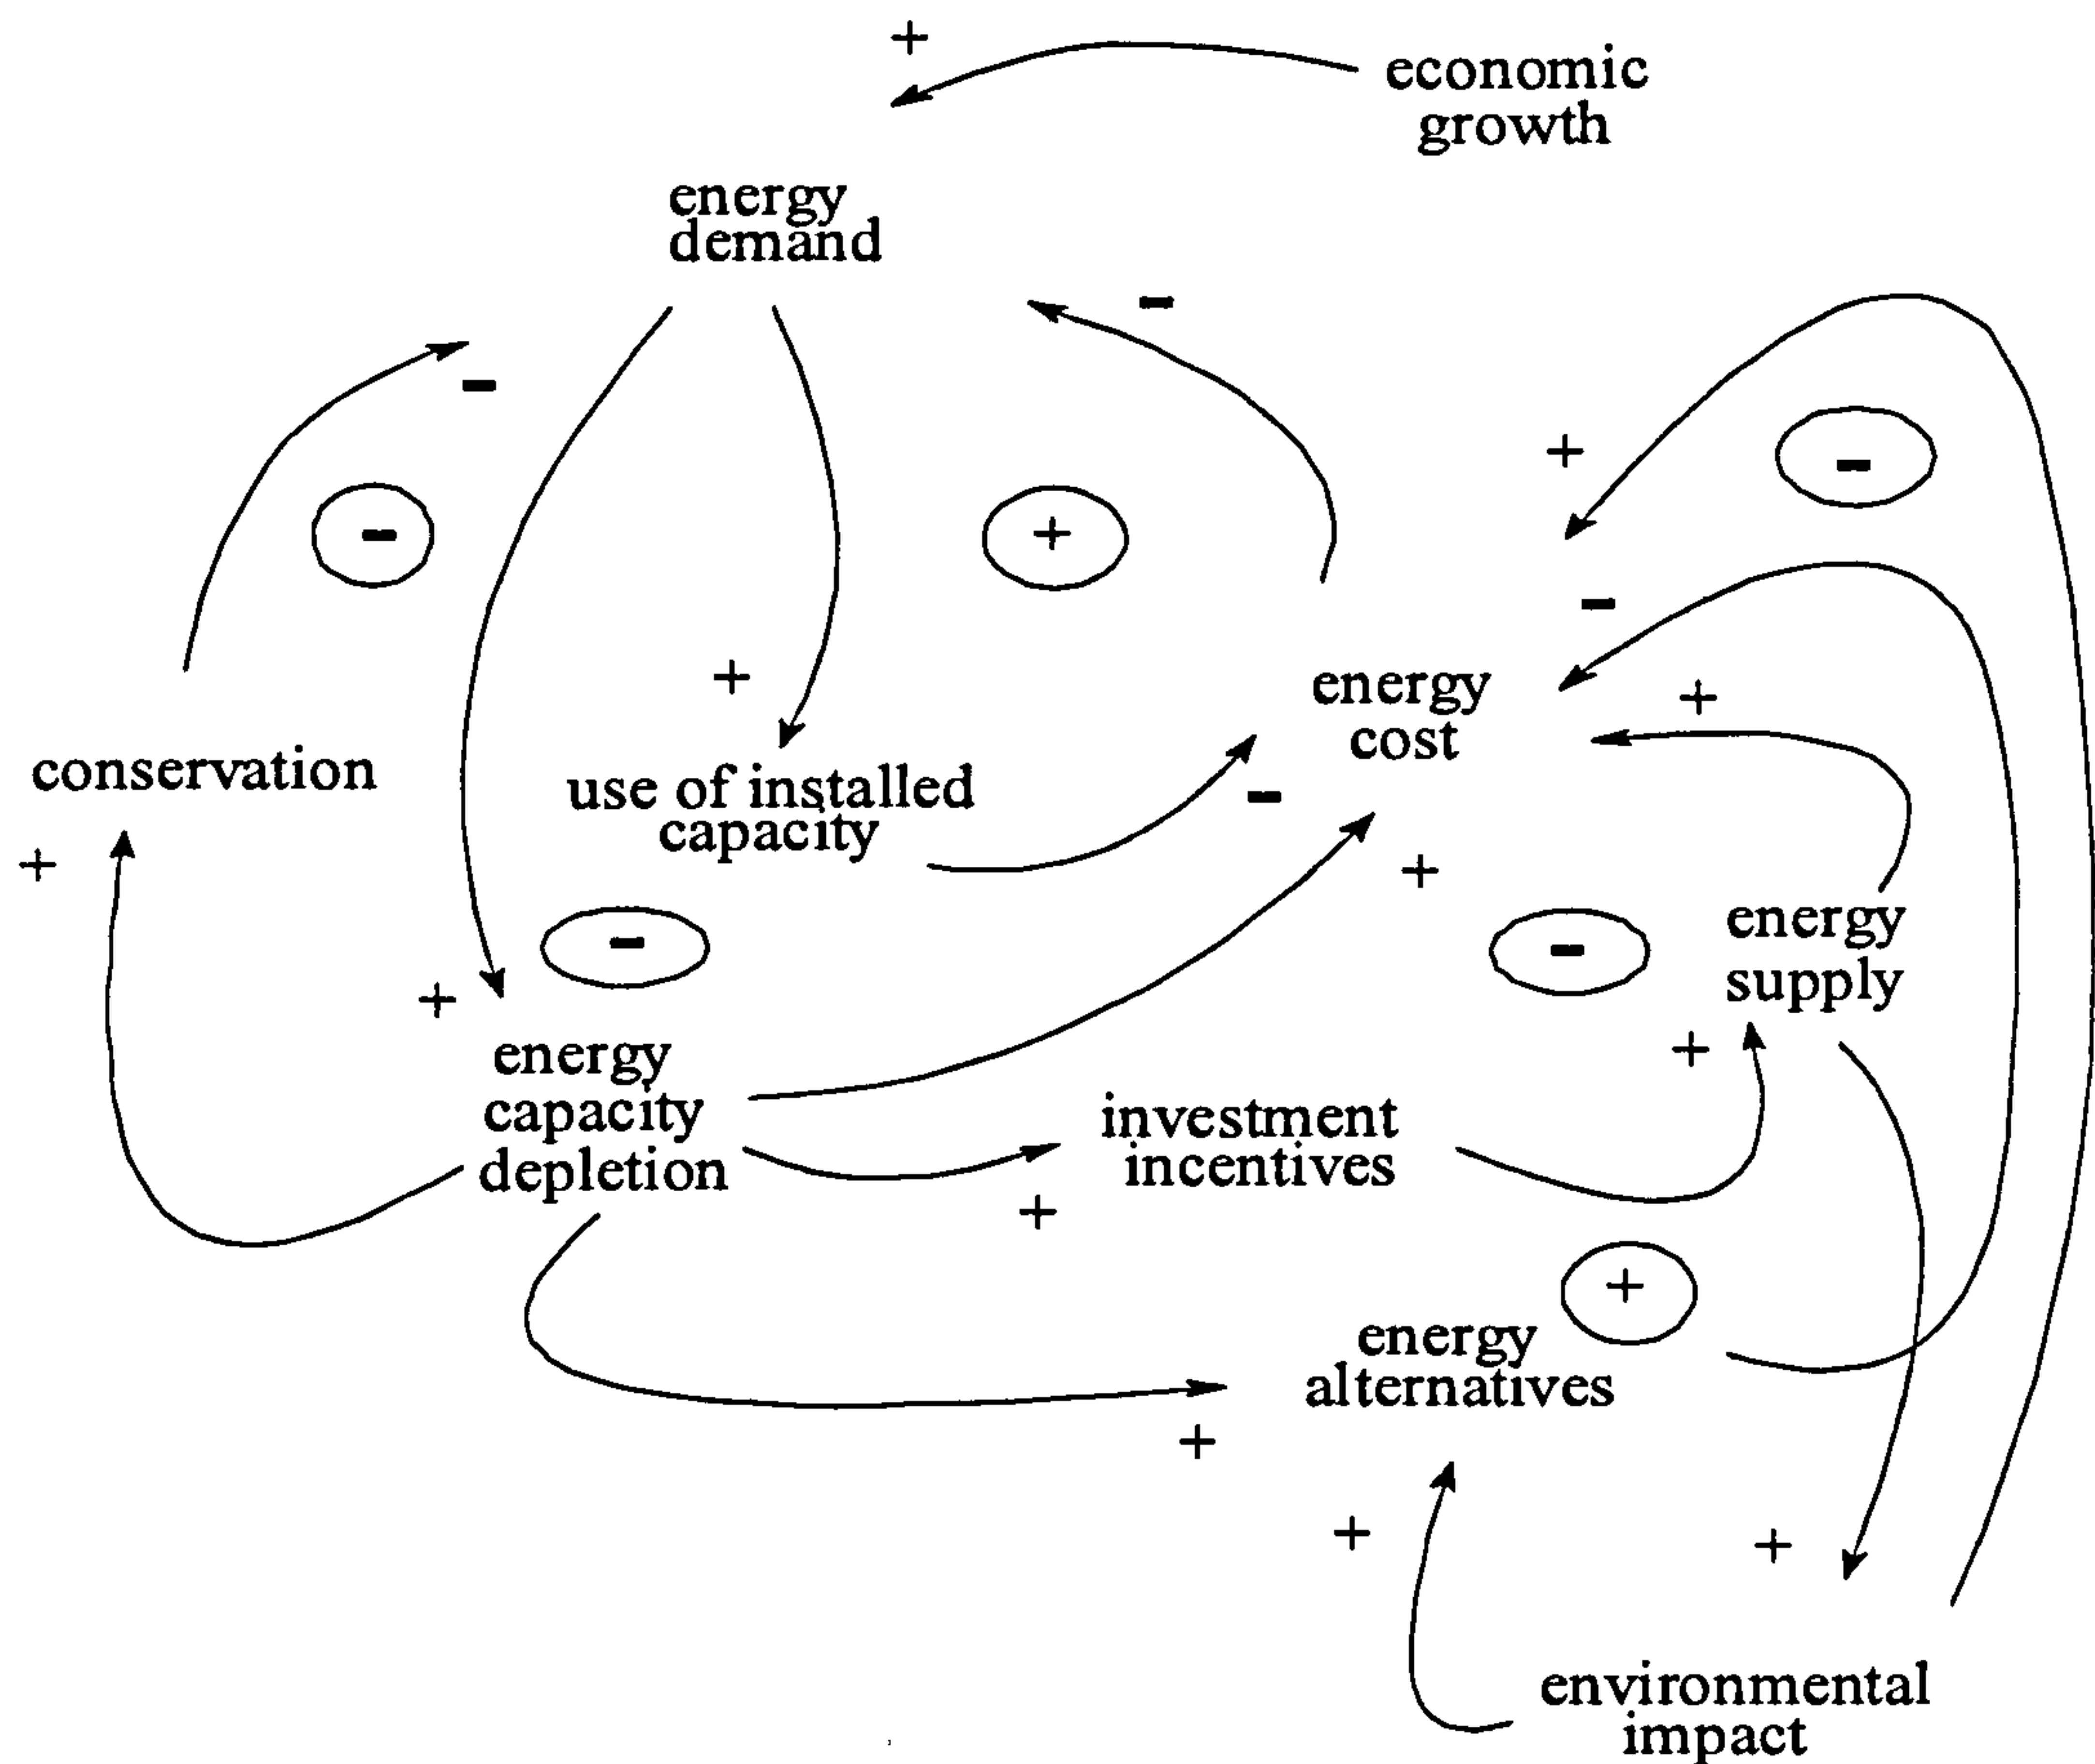 +
economic
growth
energy
demand
-
-
+
-
-
+
-
energy
cost
+
+
conservation
use of installed
capacity
-
+
+
energy
supply
-
-
+
+
energy
capacity
depletion
investment
incentives
+
+
energy
alternatives
+
+
+
environmental
impact